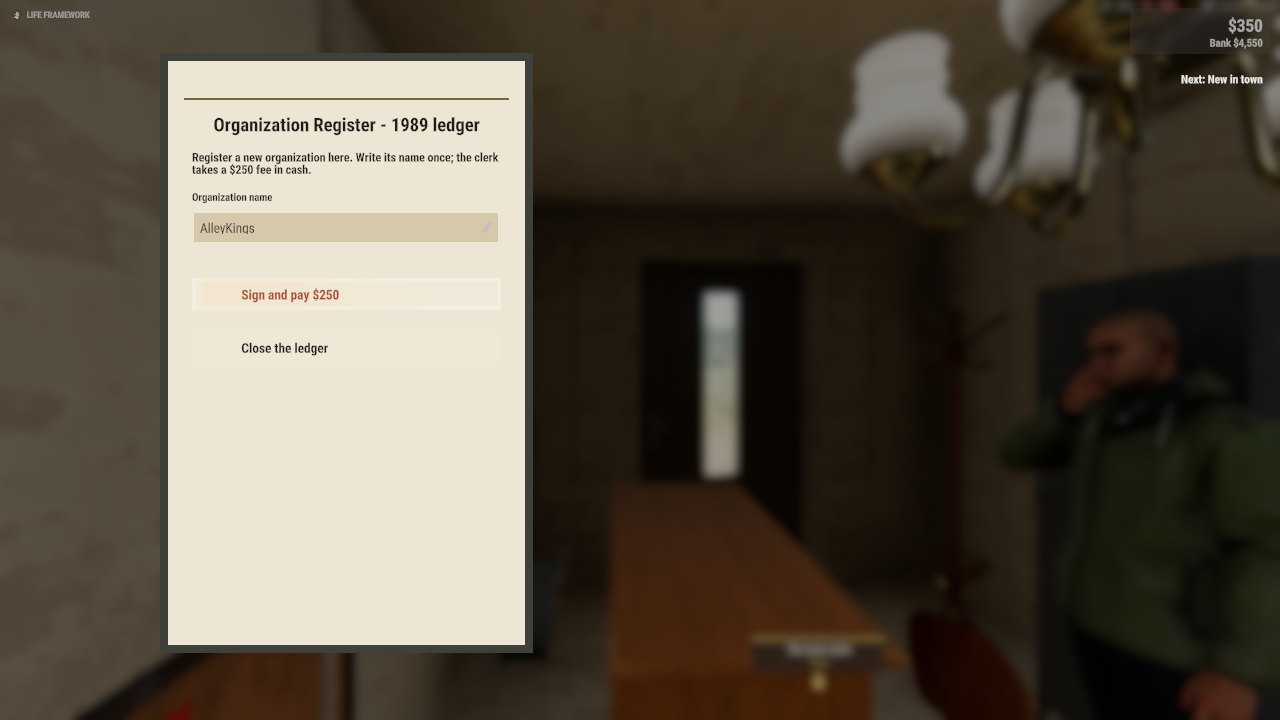 LIFE FRAMEWORK
$350
Bank $4,550
Next: New in town
Organization Register - 1989 ledger
Register a new organization here. Write its name once; the clerk
takes a $250 fee in cash.
Organization name
AlleyKings
Sign and pay $250
Close the ledger